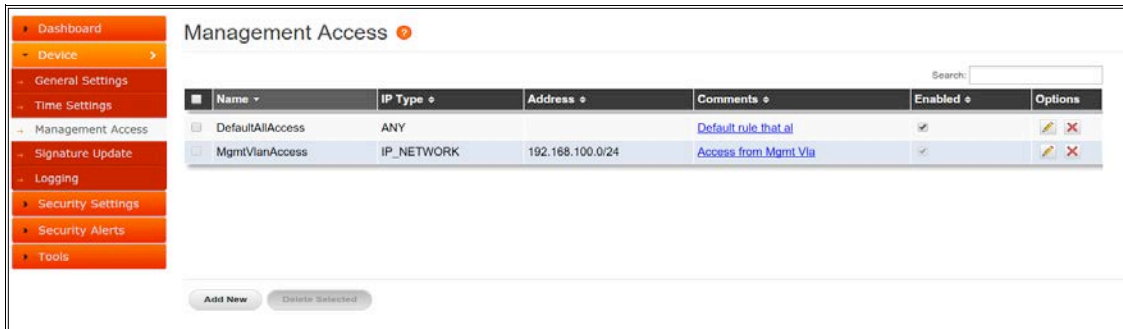 Dashboard
Device
General Settings
Time Settings
Management Access
Signature Update
Logging
Security Settings
Security Alerts
Tools
Management Access ?
Search:
Name IP Type Address Comments Enabled Options
DefaultAllAccess ANY Default rule that al
MgmtVlanAccess IP_NETWORK 192.168.100.0/24 Access from Mgmt Vla
Add New Delete Selected